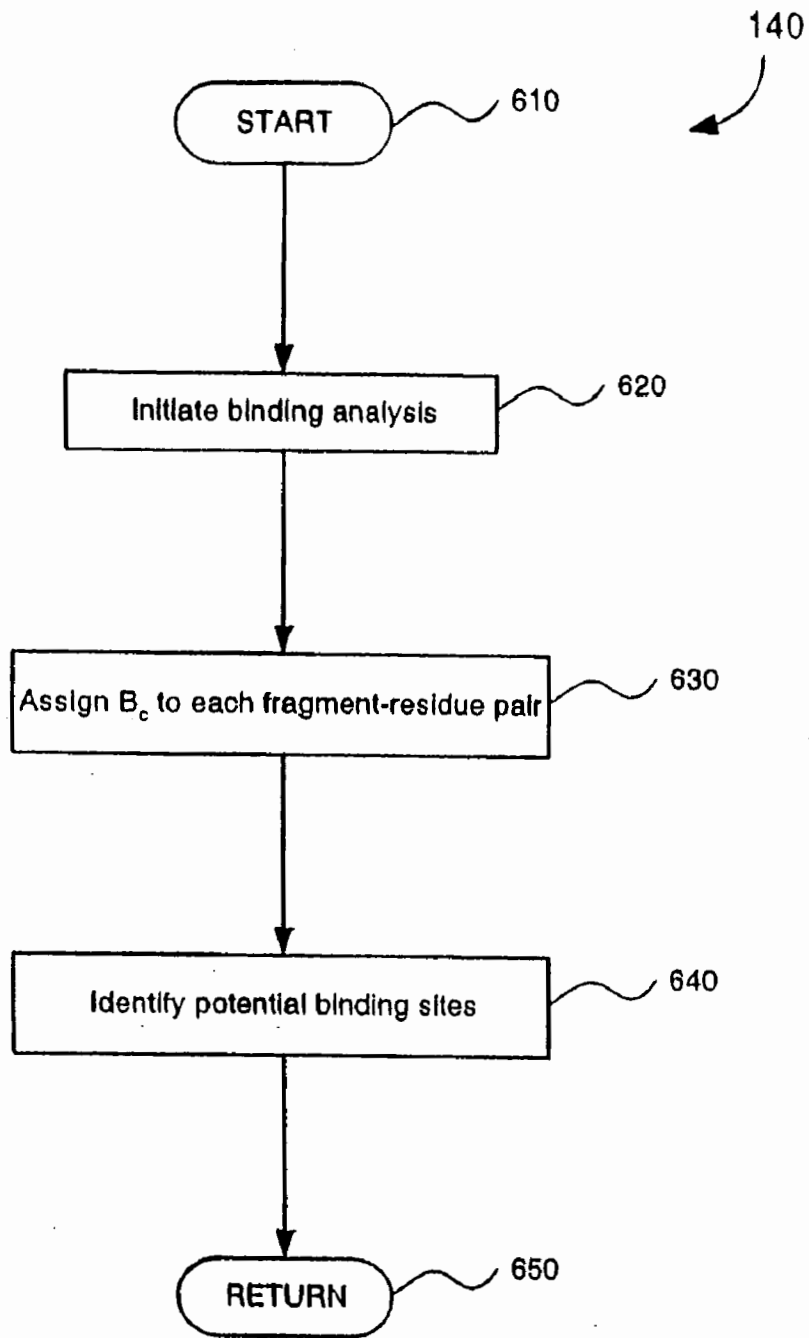 140
START
610
Initiate binding analysis
620
Assign Bc to each fragment-residue pair
630
Identify potential binding sites
640
RETURN
650